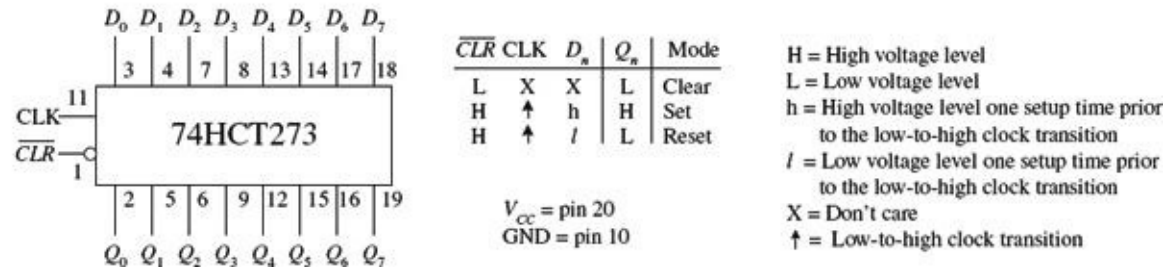 D₀ D₁ D₂ D₃ D₄ D₅ D₆ D₇
3 4 7 8 13 14 17 18
11
CLK
74HCT273
C̅L̅R̅
1
2 5 6 9 12 15 16 19
Q₀ Q₁ Q₂ Q₃ Q₄ Q₅ Q₆ Q₇
C̅L̅R̅ CLK Dₙ Qₙ Mode
L X X L Clear
H ↑ h H Set
H ↑ l L Reset
V_CC = pin 20
GND = pin 10
H = High voltage level
L = Low voltage level
h = High voltage level one setup time prior
to the low-to-high clock transition
l = Low voltage level one setup time prior
to the low-to-high clock transition
X = Don't care
↑ = Low-to-high clock transition